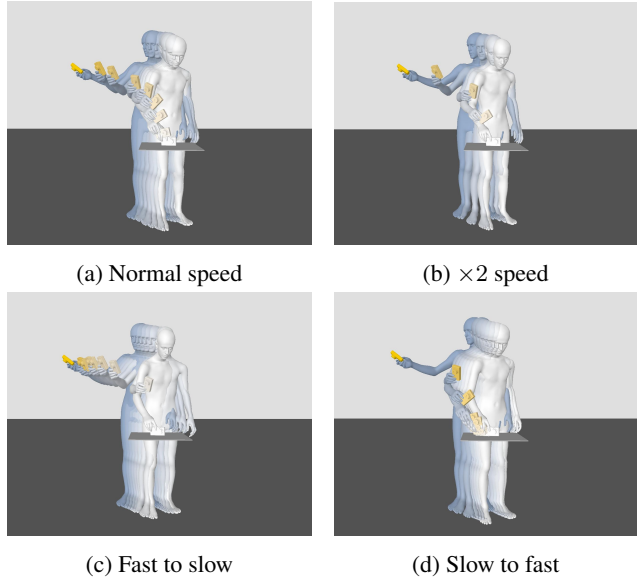 (a) Normal speed
(b) ×2 speed
(c) Fast to slow
(d) Slow to fast